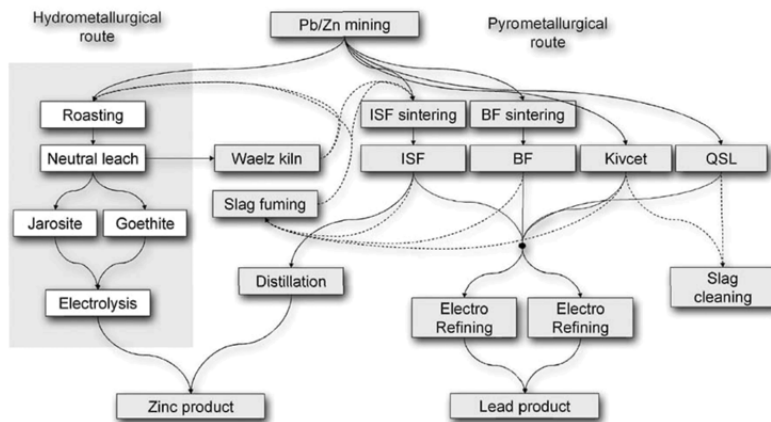 Hydrometallurgical
route
Pb/Zn mining
Pyrometallurgical
route
Roasting
ISF sintering
BF sintering
Neutral leach
Waelz kiln
ISF
BF
Kivcet
QSL
Slag fuming
Jarosite
Goethite
Distillation
Slag
cleaning
Electrolysis
Electro
Refining
Electro
Refining
Zinc product
Lead product